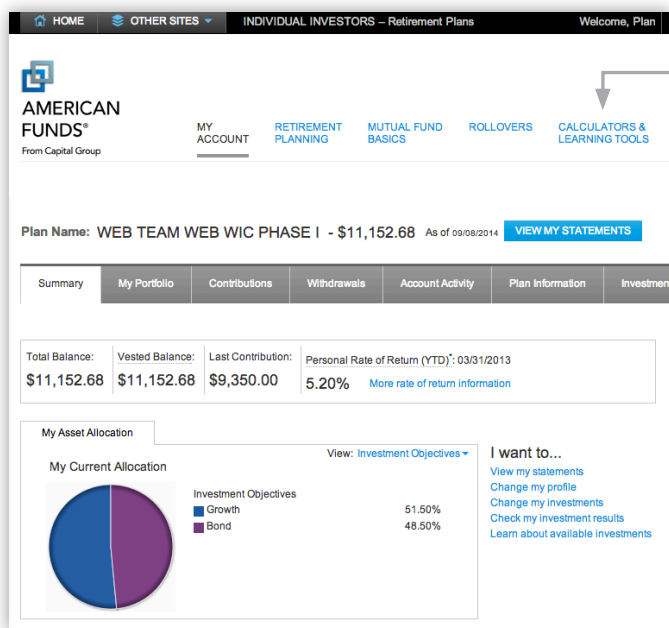 HOME OTHER SITES INDIVIDUAL INVESTORS – Retirement Plans Welcome, Plan
AMERICAN
FUNDS®
From Capital Group
MY
ACCOUNT
RETIREMENT
PLANNING
MUTUAL FUND
BASICS
ROLLOVERS
CALCULATORS &
LEARNING TOOLS
Plan Name: WEB TEAM WEB WIC PHASE I - $11,152.68 As of 09/08/2014 VIEW MY STATEMENTS
Summary My Portfolio Contributions Withdrawals Account Activity Plan Information Investmen
Total Balance: Vested Balance: Last Contribution: Personal Rate of Return (YTD)*: 03/31/2013
$11,152.68 $11,152.68 $9,350.00 5.20% More rate of return information
My Asset Allocation
View: Investment Objectives
My Current Allocation
Investment Objectives
Growth 51.50%
Bond 48.50%
I want to...
View my statements
Change my profile
Change my investments
Check my investment results
Learn about available investments